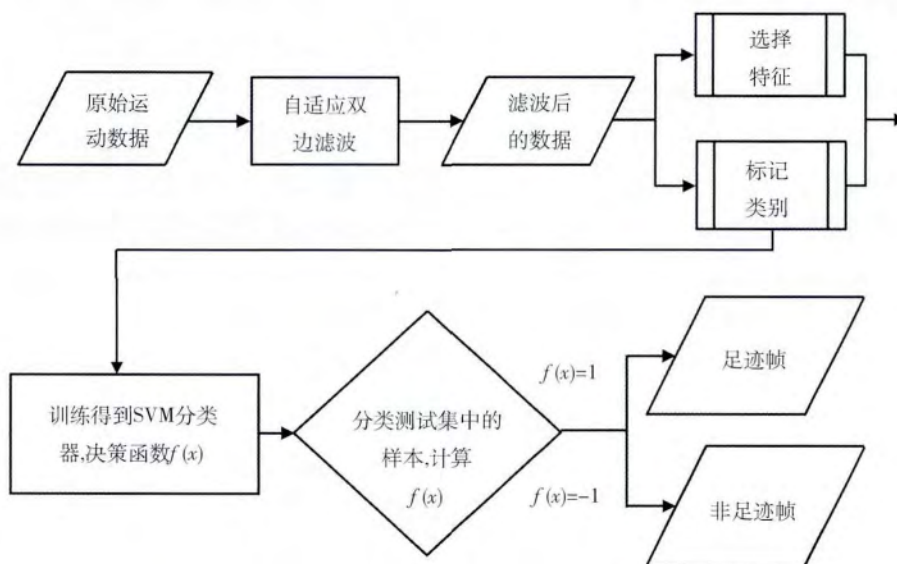 原始运
动数据
自适应双
边滤波
滤波后
的数据
选择
特征
标记
类别
训练得到SVM分类
器,决策函数f(x)
分类测试集中的
样本,计算
f(x)
f(x)=1
f(x)=-1
足迹帧
非足迹帧